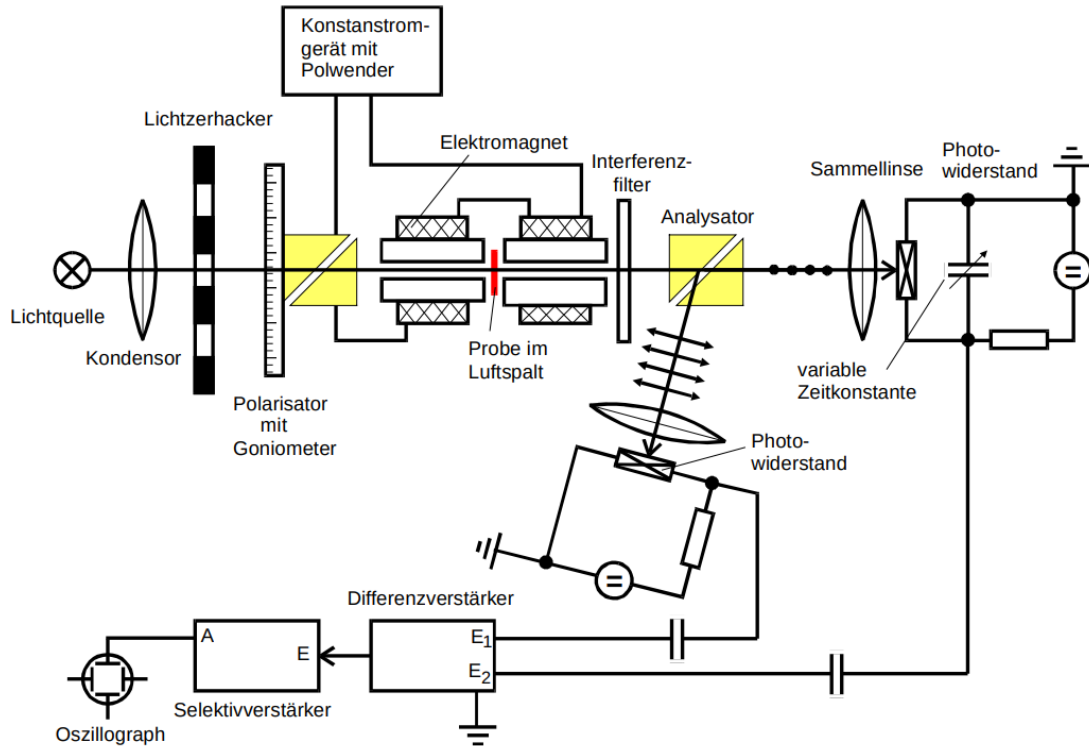 Konstanstrom-
gerät mit
Polwender
Lichtzerhacker
Elektromagnet
Interferenz-
filter
Sammellinse
Photo-
widerstand
Analysator
Lichtquelle
Kondensor
Probe im
Luftspalt
variable
Zeitkonstante
Polarisator
mit
Goniometer
Photo-
widerstand
Differenzverstärker
A
E
E1
E2
Selektivverstärker
Oszillograph